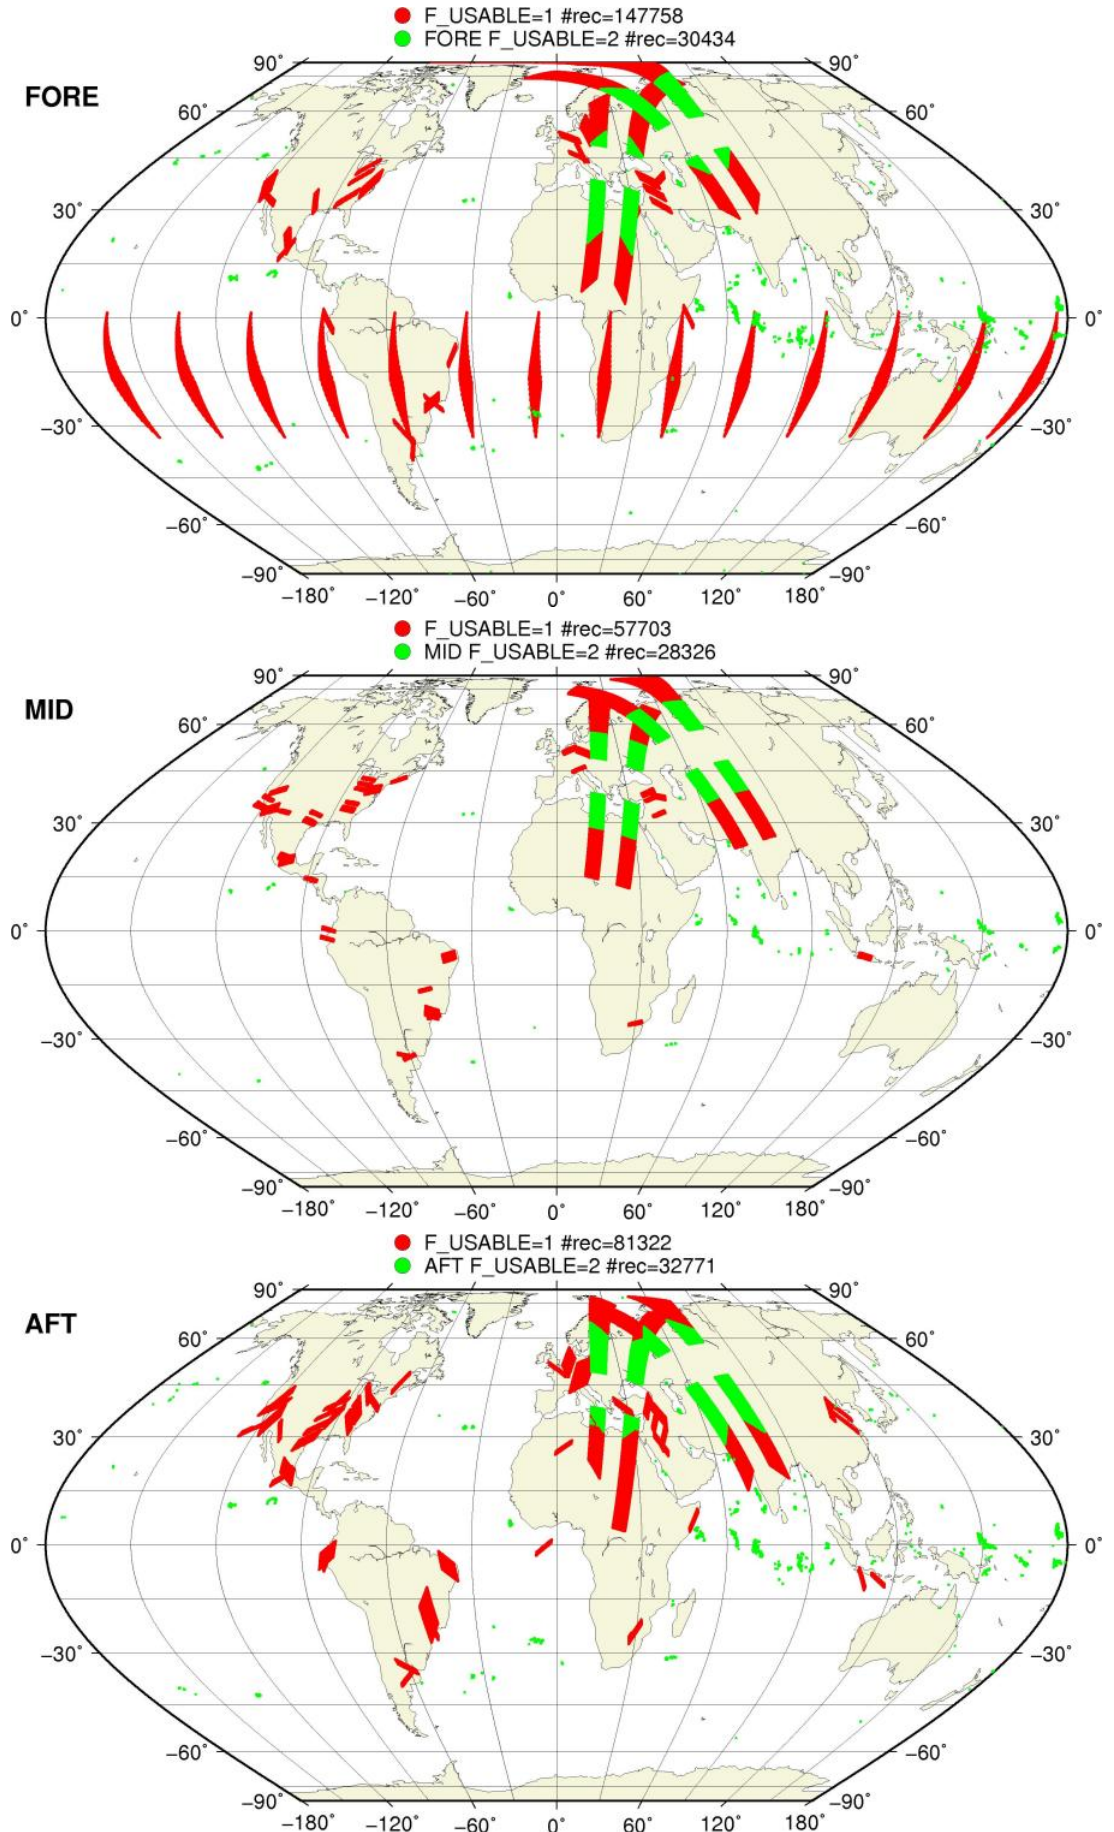 F_USABLE=1 #rec=147758
FORE F_USABLE=2 #rec=30434
FORE
90° 90°
60° 60°
30° 30°
0° 0°
−30° −30°
−60° −60°
−90° −90°
−180° −120° −60° 0° 60° 120° 180°
F_USABLE=1 #rec=57703
MID F_USABLE=2 #rec=28326
MID
90° 90°
60° 60°
30° 30°
0° 0°
−30° −30°
−60° −60°
−90° −90°
−180° −120° −60° 0° 60° 120° 180°
F_USABLE=1 #rec=81322
AFT F_USABLE=2 #rec=32771
AFT
90° 90°
60° 60°
30° 30°
0° 0°
−30° −30°
−60° −60°
−90° −90°
−180° −120° −60° 0° 60° 120° 180°